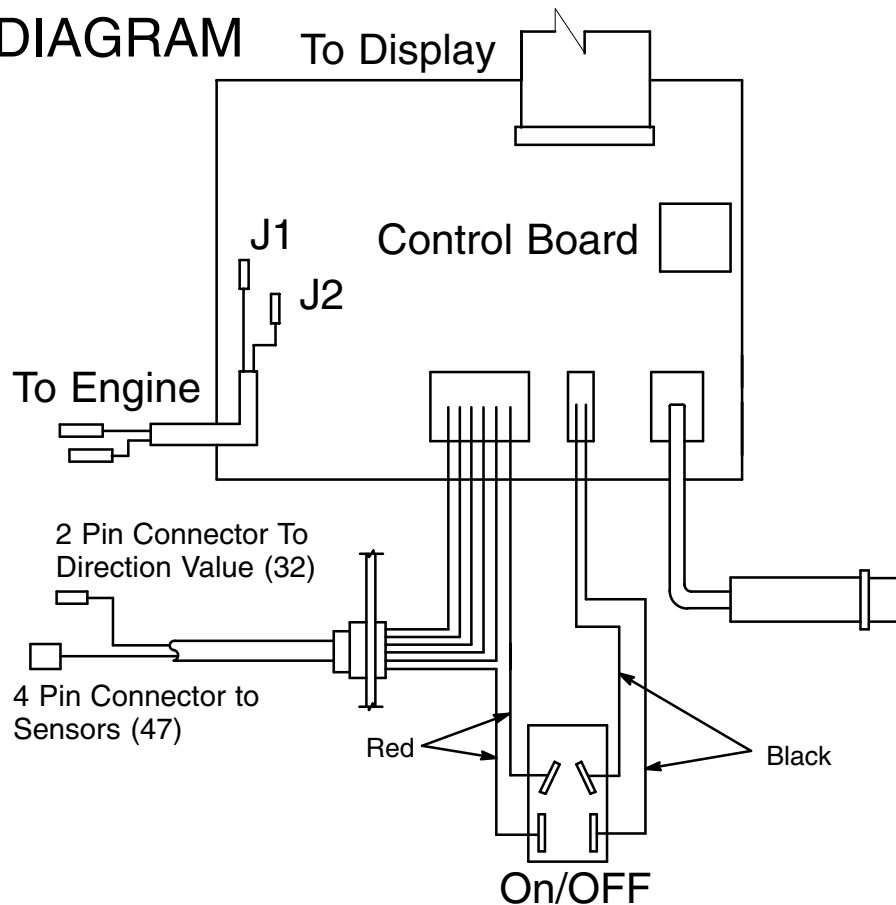 DIAGRAM
To Display
J1
Control Board
J2
To Engine
2 Pin Connector To
Direction Value (32)
4 Pin Connector to
Sensors (47)
Red
Black
On/OFF